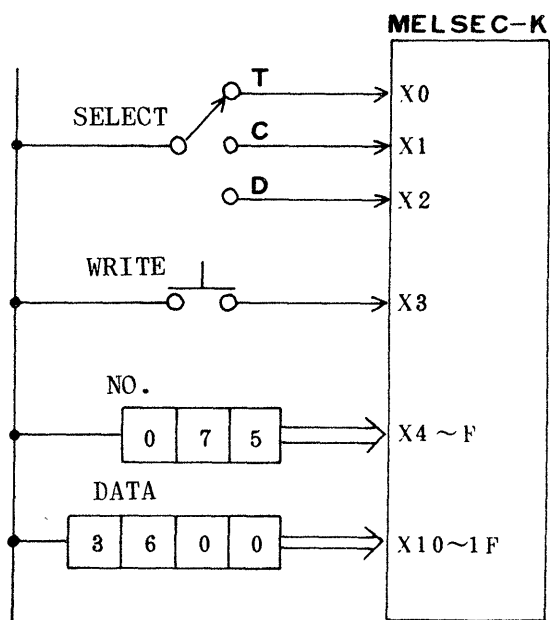 MELSEC-K
T X0
SELECT
C X1
D X2
WRITE
X3
NO.
0 7 5 X4~F
DATA
3 6 0 0 X10~1F